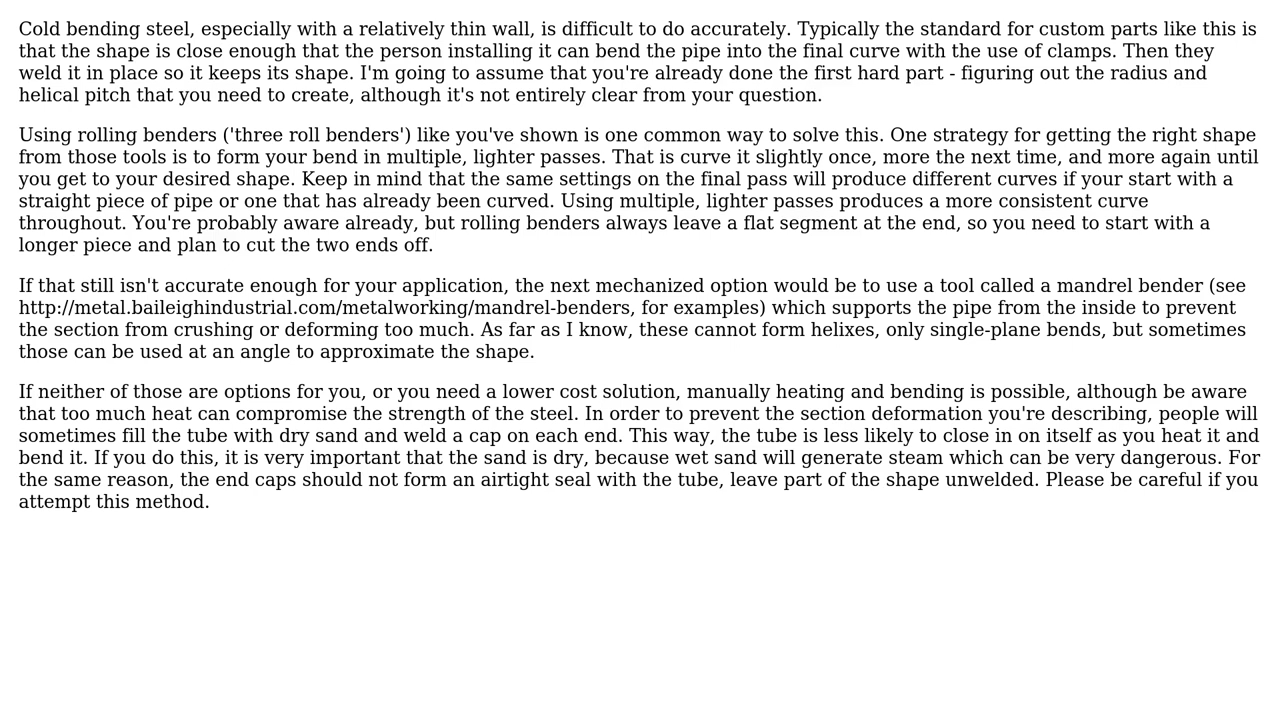 Cold bending steel, especially with a relatively thin wall, is difficult to do accurately. Typically the standard for custom parts like this is
that the shape is close enough that the person installing it can bend the pipe into the final curve with the use of clamps. Then they
weld it in place so it keeps its shape. I'm going to assume that you're already done the first hard part - figuring out the radius and
helical pitch that you need to create, although it's not entirely clear from your question.
Using rolling benders ('three roll benders') like you've shown is one common way to solve this. One strategy for getting the right shape
from those tools is to form your bend in multiple, lighter passes. That is curve it slightly once, more the next time, and more again until
you get to your desired shape. Keep in mind that the same settings on the final pass will produce different curves if your start with a
straight piece of pipe or one that has already been curved. Using multiple, lighter passes produces a more consistent curve
throughout. You're probably aware already, but rolling benders always leave a flat segment at the end, so you need to start with a
longer piece and plan to cut the two ends off.
If that still isn't accurate enough for your application, the next mechanized option would be to use a tool called a mandrel bender (see
http://metal.baileighindustrial.com/metalworking/mandrel-benders, for examples) which supports the pipe from the inside to prevent
the section from crushing or deforming too much. As far as I know, these cannot form helixes, only single-plane bends, but sometimes
those can be used at an angle to approximate the shape.
If neither of those are options for you, or you need a lower cost solution, manually heating and bending is possible, although be aware
that too much heat can compromise the strength of the steel. In order to prevent the section deformation you're describing, people will
sometimes fill the tube with dry sand and weld a cap on each end. This way, the tube is less likely to close in on itself as you heat it and
bend it. If you do this, it is very important that the sand is dry, because wet sand will generate steam which can be very dangerous. For
the same reason, the end caps should not form an airtight seal with the tube, leave part of the shape unwelded. Please be careful if you
attempt this method.